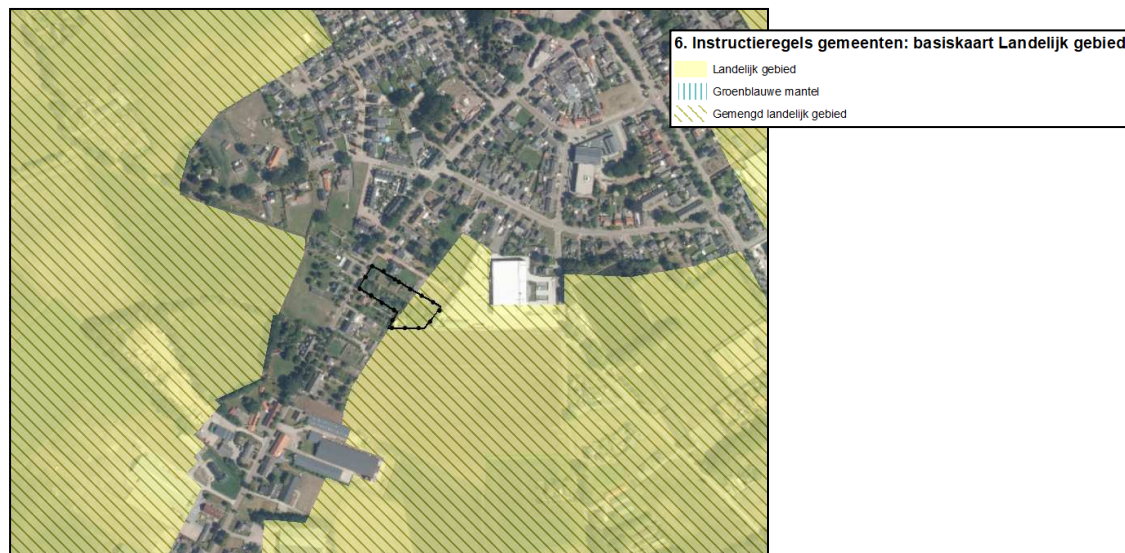 6. Instructieregels gemeenten: basiskaart Landelijk gebied
Landelijk gebied
Groenblauwe mantel
Gemengd landelijk gebied